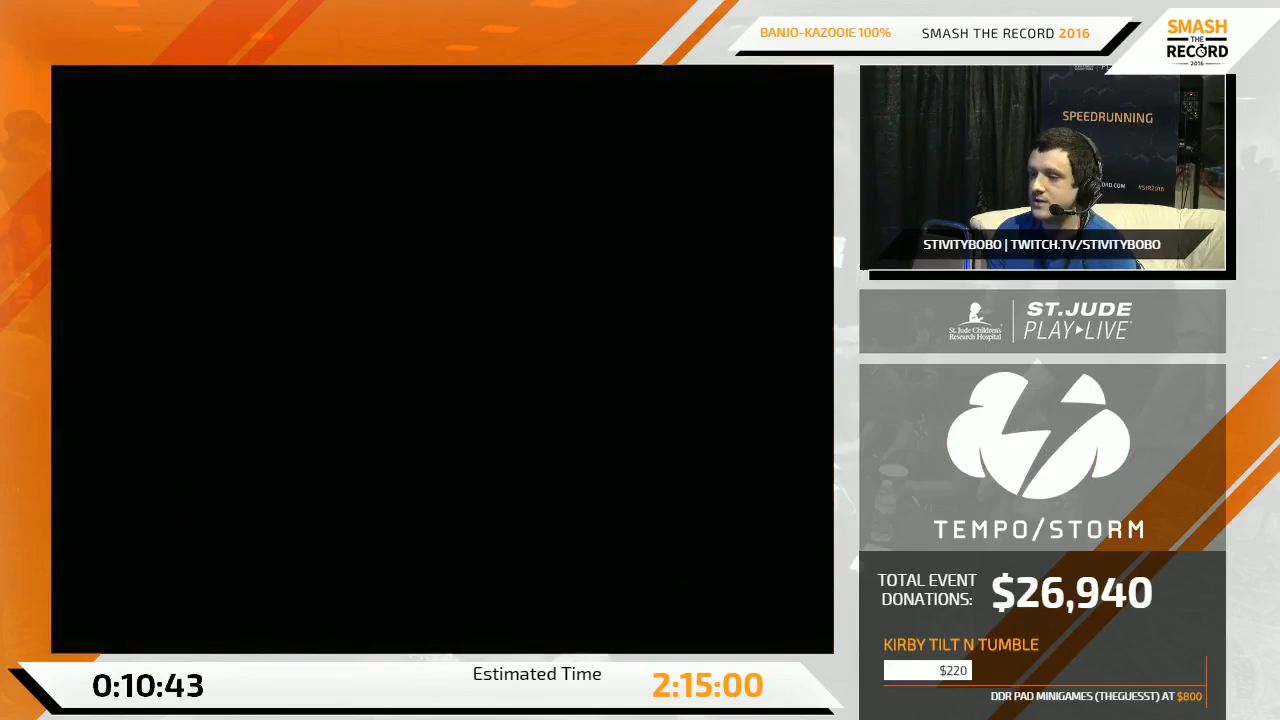 BANJO-KAZOOIE 100%
SMASH THE RECORD 2016
SMASH
THE
RECORD
2016
SPEEDRUNNING
#SJR2016
STIVITYBOBO | TWITCH.TV/STIVITYBOBO
St. Jude Children's
Research Hospital
ST. JUDE
PLAY LIVE
TEMPO/STORM
TOTAL EVENT
DONATIONS:
$26,940
KIRBY TILT N TUMBLE
$220
DDR PAD MINIGAMES (THEGUESST) AT $800
0:10:43
Estimated Time
2:15:00